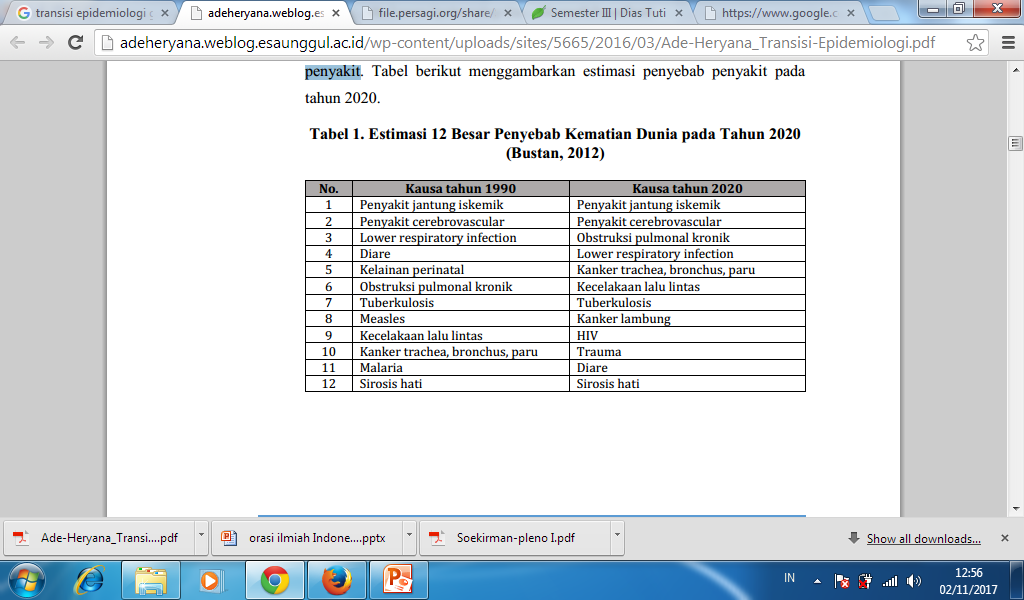 transisi epidemiologi g
adeheryana.weblog.es
file.persagi.org/share/
Semester III | Dias Tuti
https://www.google.c
adeheryana.weblog.esaunggul.ac.id/wp-content/uploads/sites/5665/2016/03/Ade-Heryana_Transisi-Epidemiologi.pdf
penyakit. Tabel berikut menggambarkan estimasi penyebab penyakit pada
tahun 2020.
Tabel 1. Estimasi 12 Besar Penyebab Kematian Dunia pada Tahun 2020
(Bustan, 2012)
No. Kausa tahun 1990 Kausa tahun 2020
1 Penyakit jantung iskemik Penyakit jantung iskemik
2 Penyakit cerebrovascular Penyakit cerebrovascular
3 Lower respiratory infection Obstruksi pulmonal kronik
4 Diare Lower respiratory infection
5 Kelainan perinatal Kanker trachea, bronchus, paru
6 Obstruksi pulmonal kronik Kecelakaan lalu lintas
7 Tuberkulosis Tuberkulosis
8 Measles Kanker lambung
9 Kecelakaan lalu lintas HIV
10 Kanker trachea, bronchus, paru Trauma
11 Malaria Diare
12 Sirosis hati Sirosis hati
Ade-Heryana_Transi....pdf
orasi ilmiah Indone....pptx
Soekirman-pleno I.pdf
Show all downloads...
IN
12:56
02/11/2017